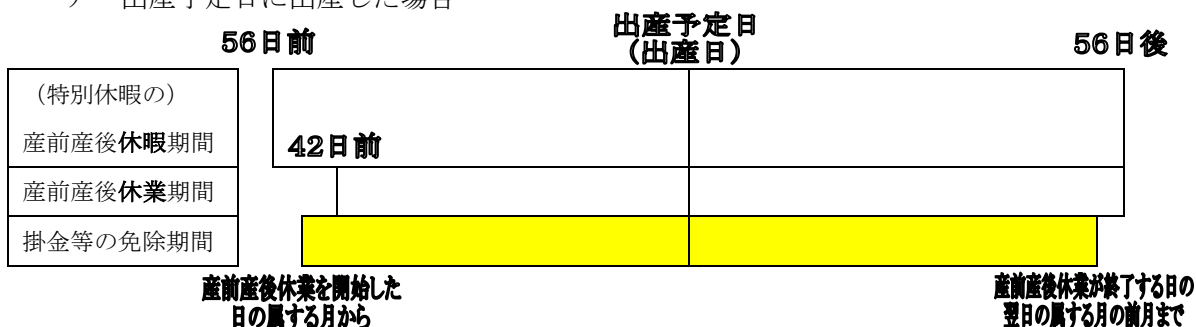 出産予定日に出産した場合
56日前
出産予定日
(出産日)
56日後
(特別休暇の)
産前産後休暇期間
42日前
産前産後休業期間
掛金等の免除期間
産前産後休業を開始した
日の属する月から
産前産後休業が終了する日の
翌日の属する月の前月まで